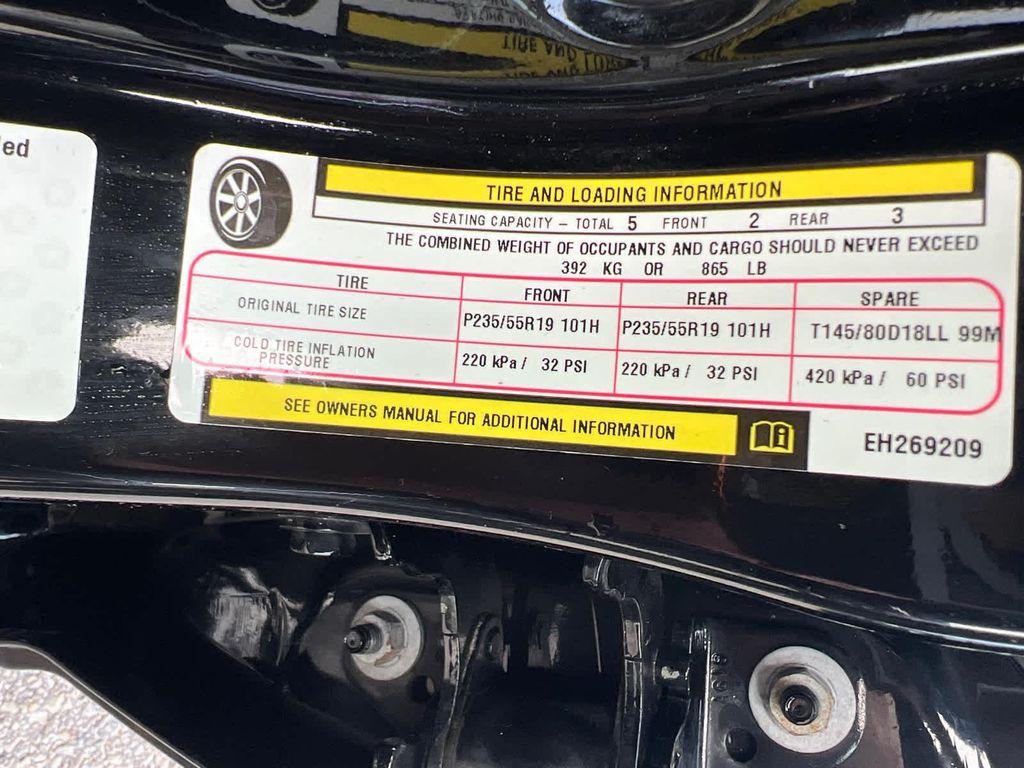 ed
TIRE AND LOADING INFORMATION
SEATING CAPACITY – TOTAL 5 FRONT 2 REAR 3
THE COMBINED WEIGHT OF OCCUPANTS AND CARGO SHOULD NEVER EXCEED
392 KG OR 865 LB
TIRE FRONT REAR SPARE
ORIGINAL TIRE SIZE P235/55R19 101H P235/55R19 101H T145/80D18LL 99M
COLD TIRE INFLATION PRESSURE 220 kPa / 32 PSI 220 kPa / 32 PSI 420 kPa / 60 PSI
SEE OWNERS MANUAL FOR ADDITIONAL INFORMATION
EH269209